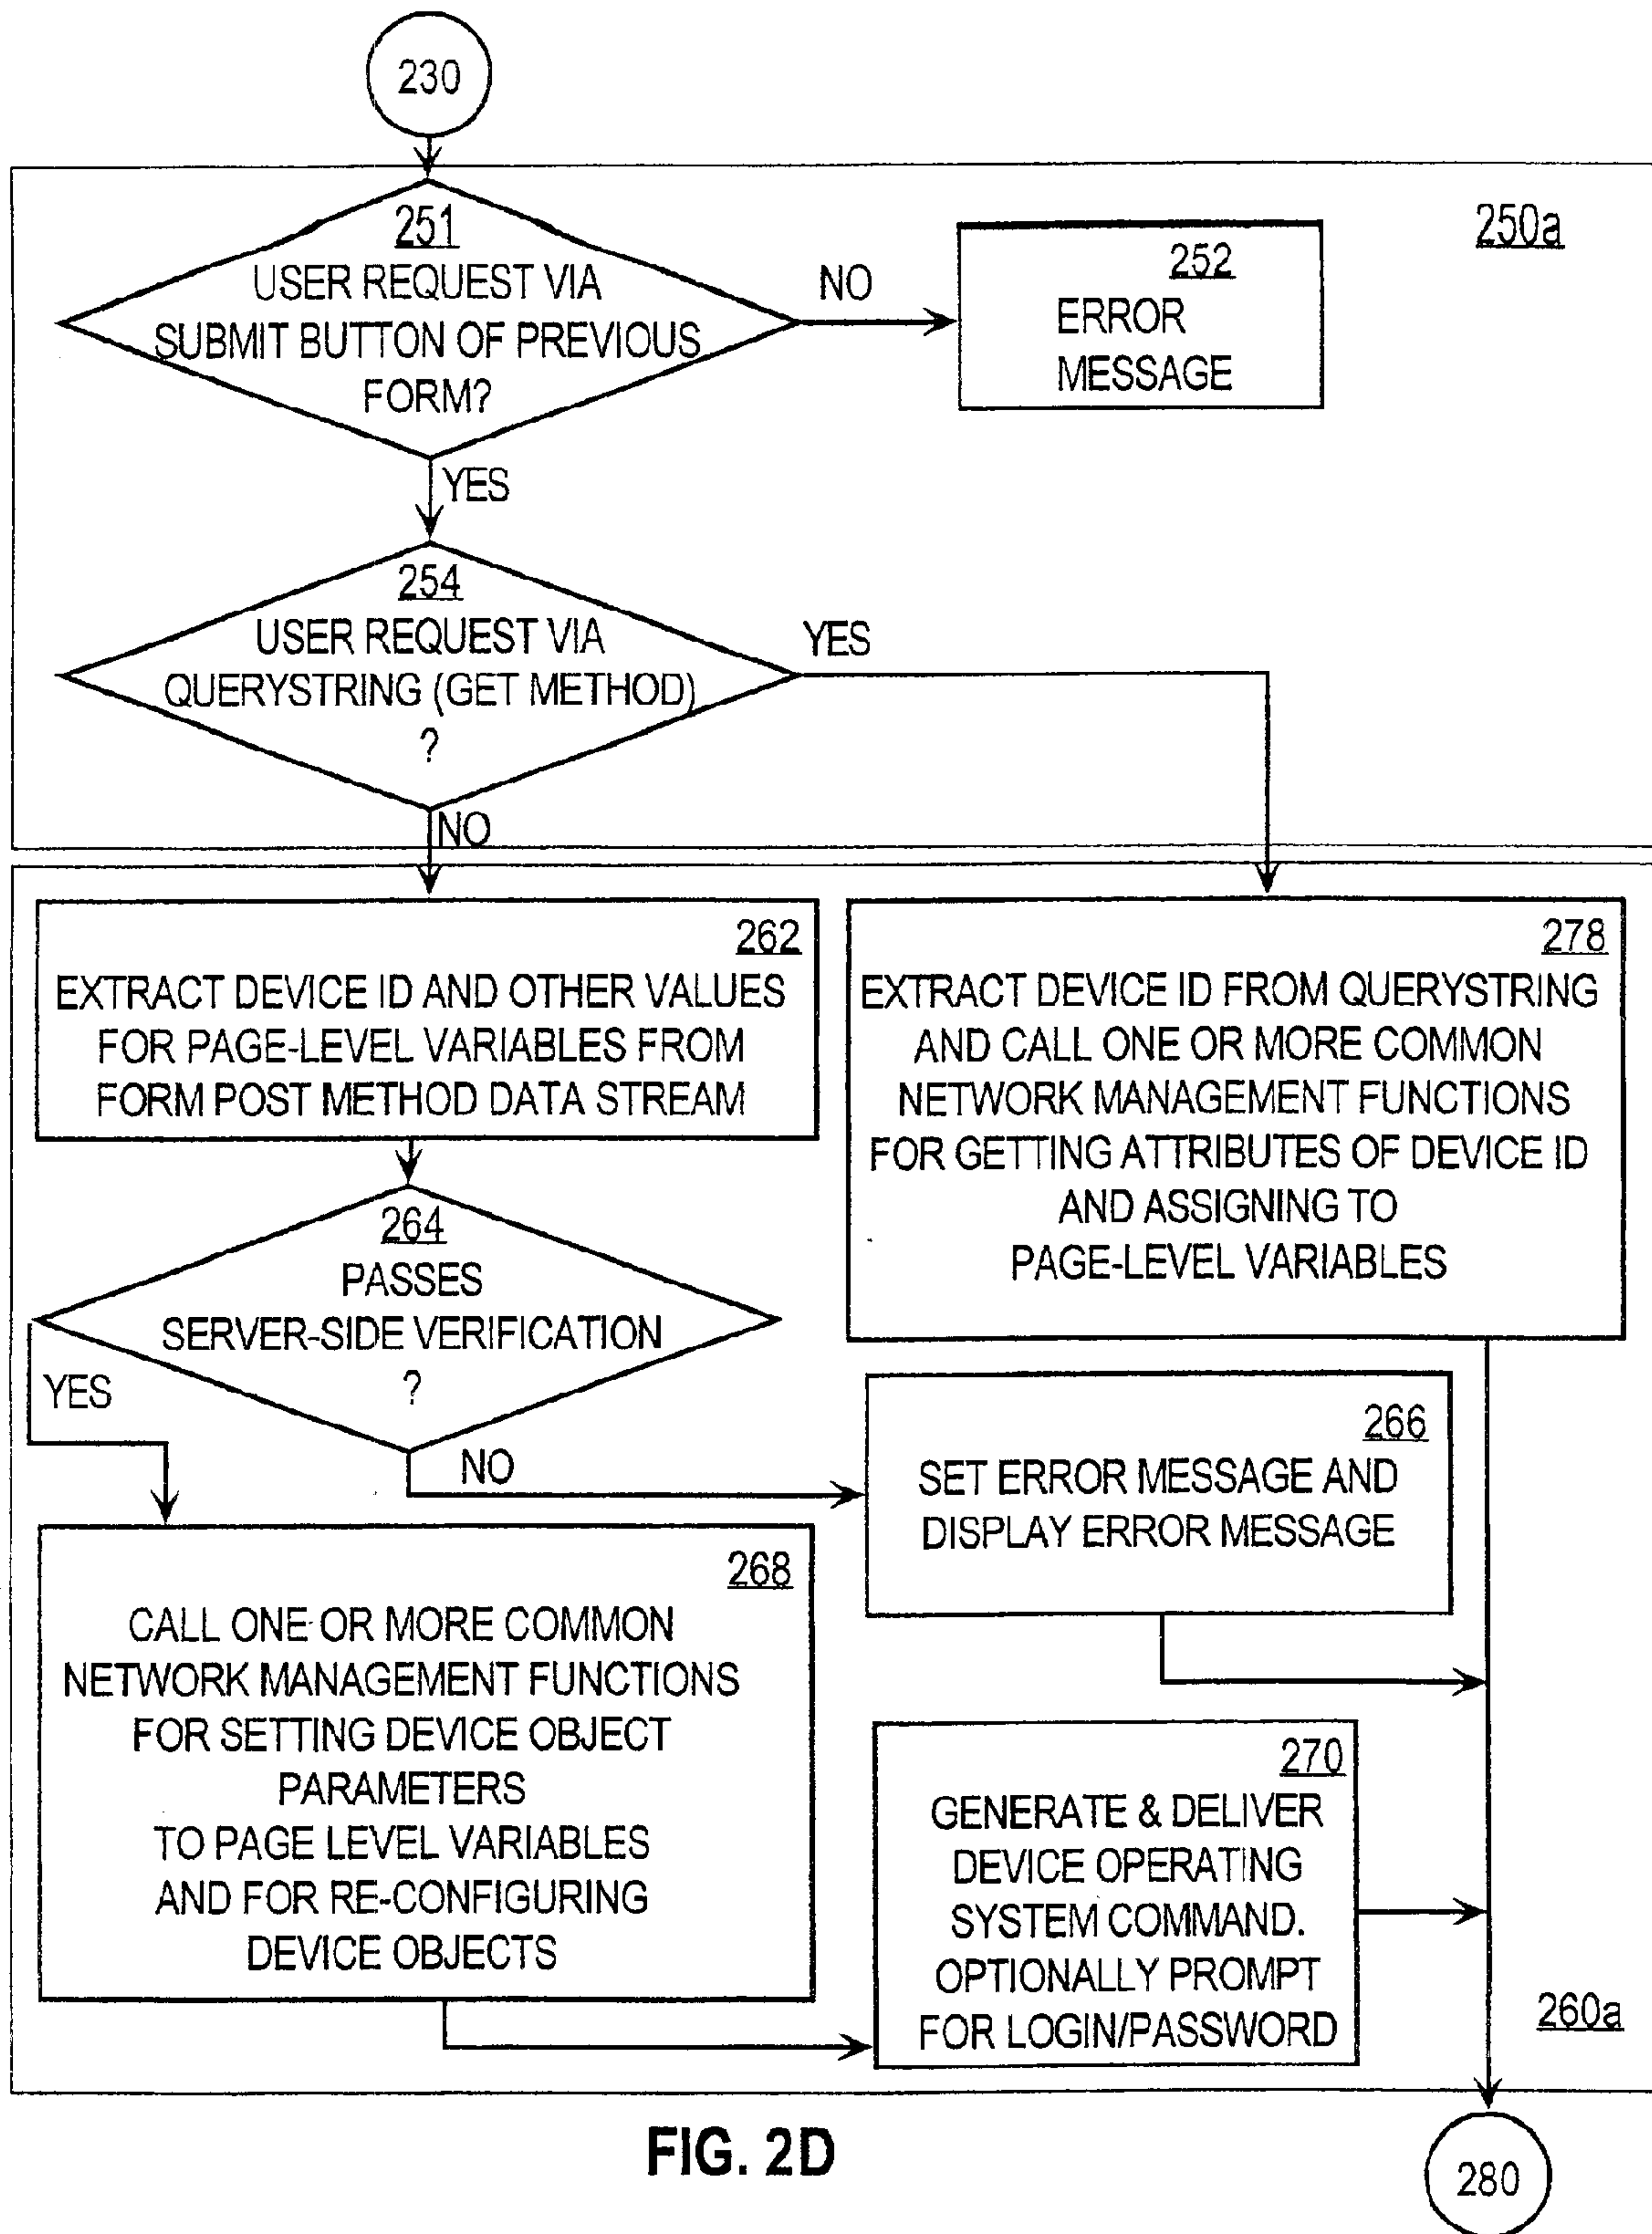 230
250a
251
USER REQUEST VIA
SUBMIT BUTTON OF PREVIOUS
FORM?
NO
252
ERROR
MESSAGE
YES
254
USER REQUEST VIA
QUERYSTRING (GET METHOD)
?
YES
NO
262
EXTRACT DEVICE ID AND OTHER VALUES
FOR PAGE-LEVEL VARIABLES FROM
FORM POST METHOD DATA STREAM
278
EXTRACT DEVICE ID FROM QUERYSTRING
AND CALL ONE OR MORE COMMON
NETWORK MANAGEMENT FUNCTIONS
FOR GETTING ATTRIBUTES OF DEVICE ID
AND ASSIGNING TO
PAGE-LEVEL VARIABLES
264
PASSES
SERVER-SIDE VERIFICATION
?
YES
NO
266
SET ERROR MESSAGE AND
DISPLAY ERROR MESSAGE
268
CALL ONE OR MORE COMMON
NETWORK MANAGEMENT FUNCTIONS
FOR SETTING DEVICE OBJECT
PARAMETERS
TO PAGE LEVEL VARIABLES
AND FOR RE-CONFIGURING
DEVICE OBJECTS
270
GENERATE & DELIVER
DEVICE OPERATING
SYSTEM COMMAND.
OPTIONALLY PROMPT
FOR LOGIN/PASSWORD
260a
FIG. 2D
280